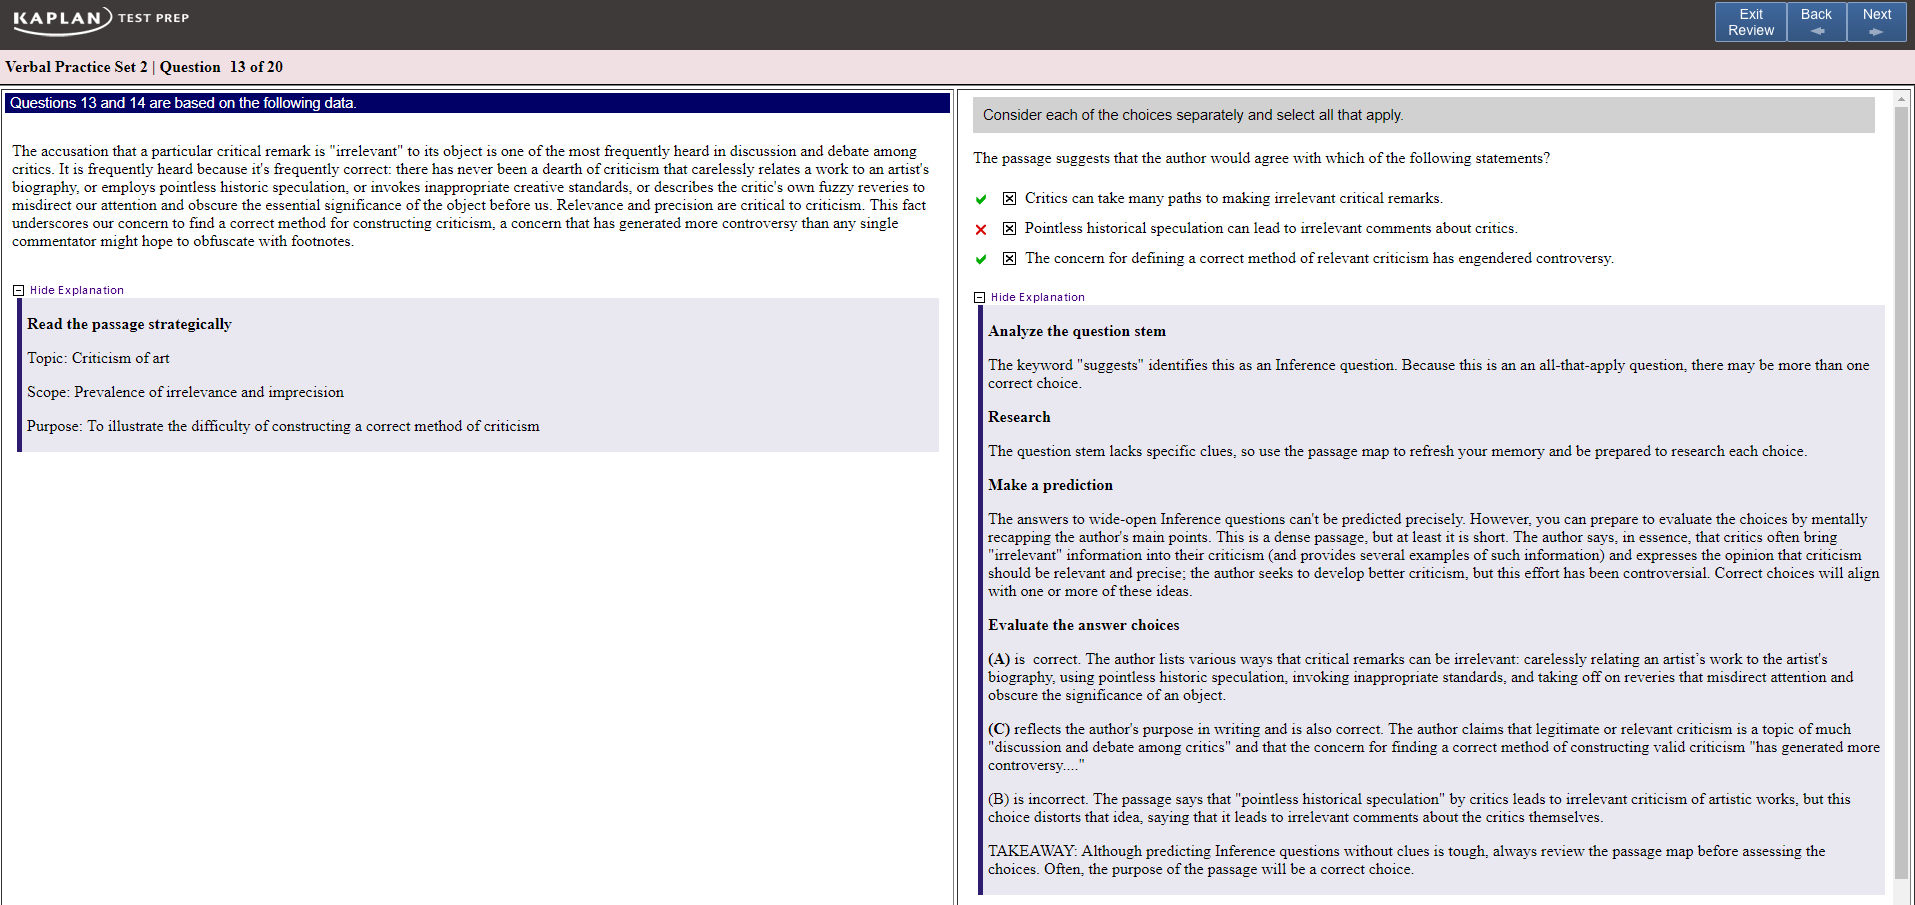 KAPLAN TEST PREP
Exit Review
Back
Next
Verbal Practice Set 2 | Question 13 of 20
Questions 13 and 14 are based on the following data.
The accusation that a particular critical remark is "irrelevant" to its object is one of the most frequently heard in discussion and debate among
critics. It is frequently heard because it's frequently correct: there has never been a dearth of criticism that carelessly relates a work to an artist's
biography, or employs pointless historic speculation, or invokes inappropriate creative standards, or describes the critic's own fuzzy reveries to
misdirect our attention and obscure the essential significance of the object before us. Relevance and precision are critical to criticism. This fact
underscores our concern to find a correct method for constructing criticism, a concern that has generated more controversy than any single
commentator might hope to obfuscate with footnotes.
Hide Explanation
Read the passage strategically
Topic: Criticism of art
Scope: Prevalence of irrelevance and imprecision
Purpose: To illustrate the difficulty of constructing a correct method of criticism
Consider each of the choices separately and select all that apply.
The passage suggests that the author would agree with which of the following statements?
Critics can take many paths to making irrelevant critical remarks.
Pointless historical speculation can lead to irrelevant comments about critics.
The concern for defining a correct method of relevant criticism has engendered controversy.
Hide Explanation
Analyze the question stem
The keyword "suggests" identifies this as an Inference question. Because this is an an all-that-apply question, there may be more than one
correct choice.
Research
The question stem lacks specific clues, so use the passage map to refresh your memory and be prepared to research each choice.
Make a prediction
The answers to wide-open Inference questions can't be predicted precisely. However, you can prepare to evaluate the choices by mentally
recapping the author's main points. This is a dense passage, but at least it is short. The author says, in essence, that critics often bring
"irrelevant" information into their criticism (and provides several examples of such information) and expresses the opinion that criticism
should be relevant and precise; the author seeks to develop better criticism, but this effort has been controversial. Correct choices will align
with one or more of these ideas.
Evaluate the answer choices
(A) is  correct. The author lists various ways that critical remarks can be irrelevant: carelessly relating an artist’s work to the artist's
biography, using pointless historic speculation, invoking inappropriate standards, and taking off on reveries that misdirect attention and
obscure the significance of an object.
(C) reflects the author's purpose in writing and is also correct. The author claims that legitimate or relevant criticism is a topic of much
"discussion and debate among critics" and that the concern for finding a correct method of constructing valid criticism "has generated more
controversy...."
(B) is incorrect. The passage says that "pointless historical speculation" by critics leads to irrelevant criticism of artistic works, but this
choice distorts that idea, saying that it leads to irrelevant comments about the critics themselves.
TAKEAWAY: Although predicting Inference questions without clues is tough, always review the passage map before assessing the
choices. Often, the purpose of the passage will be a correct choice.